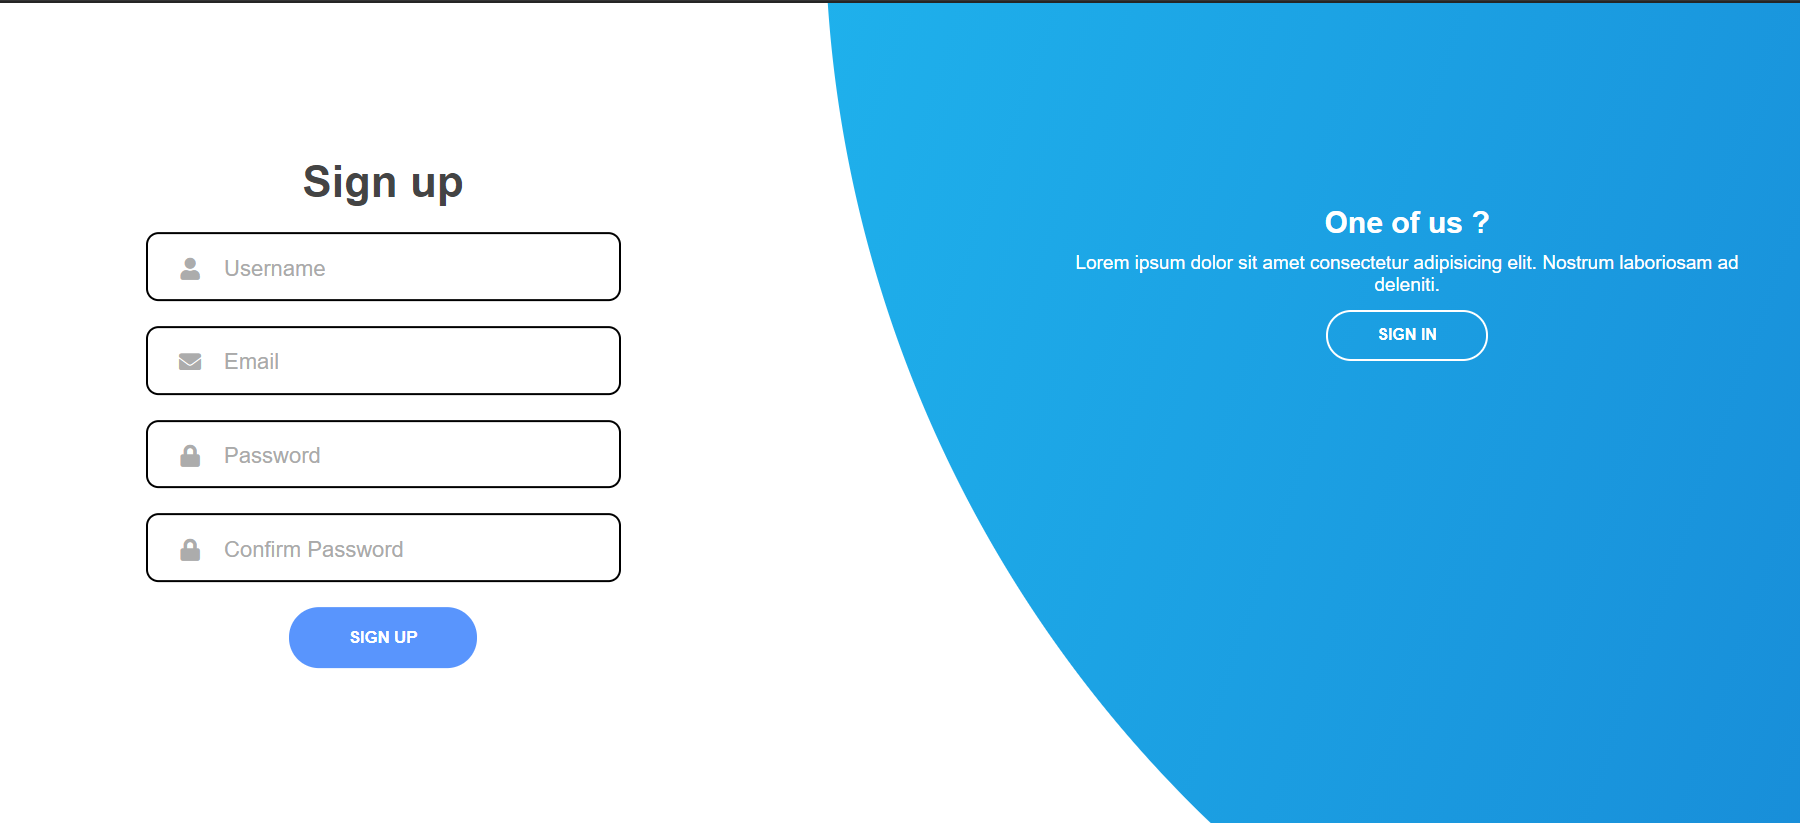 Sign up
Username
Email
Password
Confirm Password
SIGN UP
One of us ?
Lorem ipsum dolor sit amet consectetur adipisicing elit. Nostrum laboriosam ad
deleniti.
SIGN IN